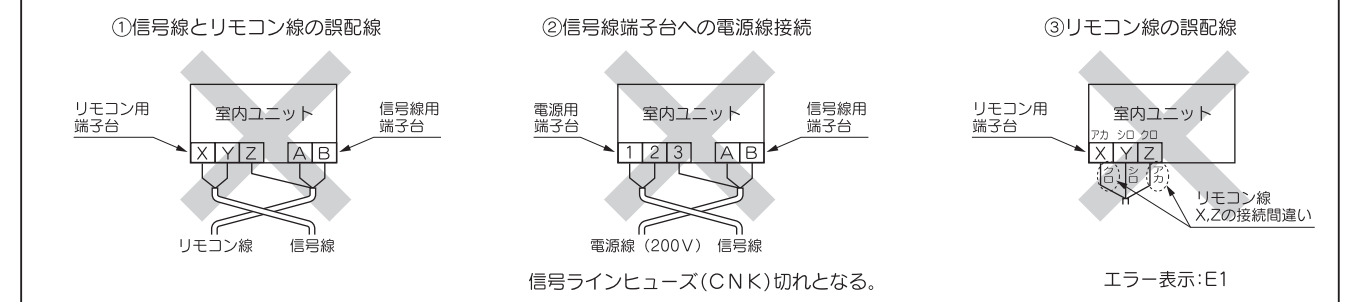 ①信号線とリモコン線の誤配線
リモコン用
端子台
室内ユニット
信号線用
端子台
X Y Z A B
リモコン線 信号線
②信号線端子台への電源線接続
電源用
端子台
室内ユニット
信号線用
端子台
1 2 3 A B
電源線（200V） 信号線
信号ラインヒューズ(CNK)切れとなる。
③リモコン線の誤配線
リモコン用
端子台
室内ユニット
アカ シロ クロ
X Y Z
クロ シロ アカ
リモコン線
X,Zの接続間違い
エラー表示:E1